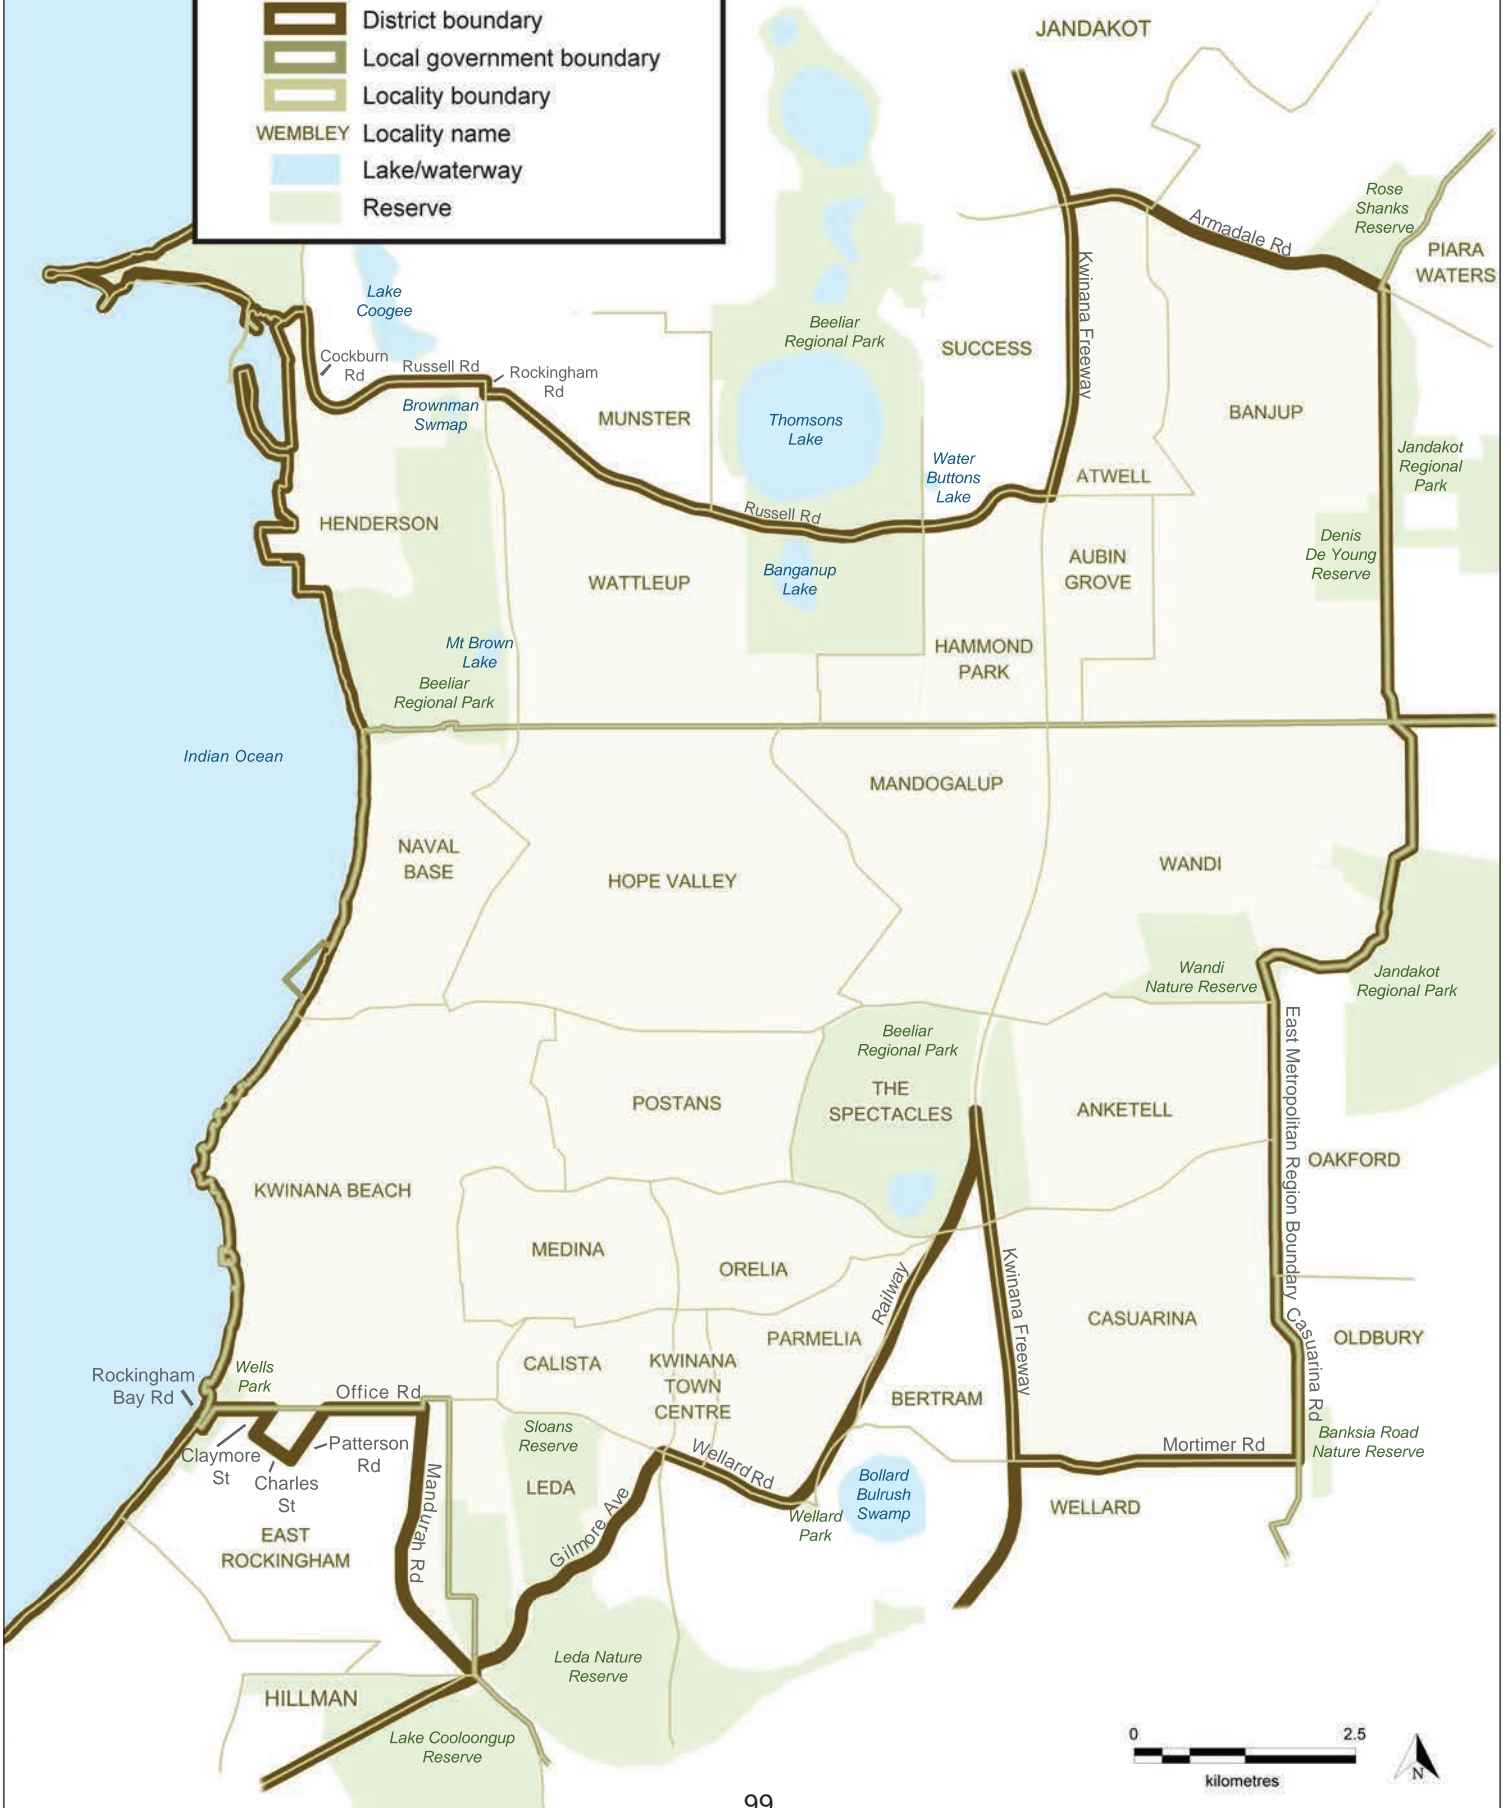 District boundary
Local government boundary
Locality boundary
WEMBLEY Locality name
Lake/waterway
Reserve
JANDAKOT
Rose
Shanks
Reserve
Armadale Rd
PIARA
WATERS
Kwinana Freeway
Lake
Coogee
Beeliar
Regional Park
SUCCESS
Cockburn
Rd
Russell Rd
Rockingham
Rd
Brownman
Swmap
MUNSTER
Thomsons
Lake
BANJUP
Water
Buttons
Lake
ATWELL
Jandakot
Regional
Park
Russell Rd
HENDERSON
Denis
De Young
Reserve
WATTLEUP
Banganup
Lake
AUBIN
GROVE
Mt Brown
Lake
HAMMOND
PARK
Beeliar
Regional Park
Indian Ocean
MANDOGALUP
NAVAL
BASE
HOPE VALLEY
WANDI
Wandi
Nature Reserve
Jandakot
Regional Park
Beeliar
Regional Park
East Metropolitan Region Boundary
THE
SPECTACLES
POSTANS
ANKETELL
OAKFORD
KWINANA BEACH
MEDINA
ORELIA
Railway
Kwinana Freeway
CASUARINA
Casuarina Rd
OLDBURY
PARMELIA
CALISTA
KWINANA
TOWN
CENTRE
BERTRAM
Rockingham
Bay Rd
Wells
Park
Office Rd
Claymore
St
Charles
St
Patterson
Rd
Mandurah Rd
Sloans
Reserve
LEDA
Wellard Rd
Gilmore Ave
Wellard
Park
Bollard
Bulrush
Swamp
Mortimer Rd
Banksia Road
Nature Reserve
WELLARD
EAST
ROCKINGHAM
Leda Nature
Reserve
HILLMAN
Lake Cooloongup
Reserve
0 2.5
kilometres
N
99